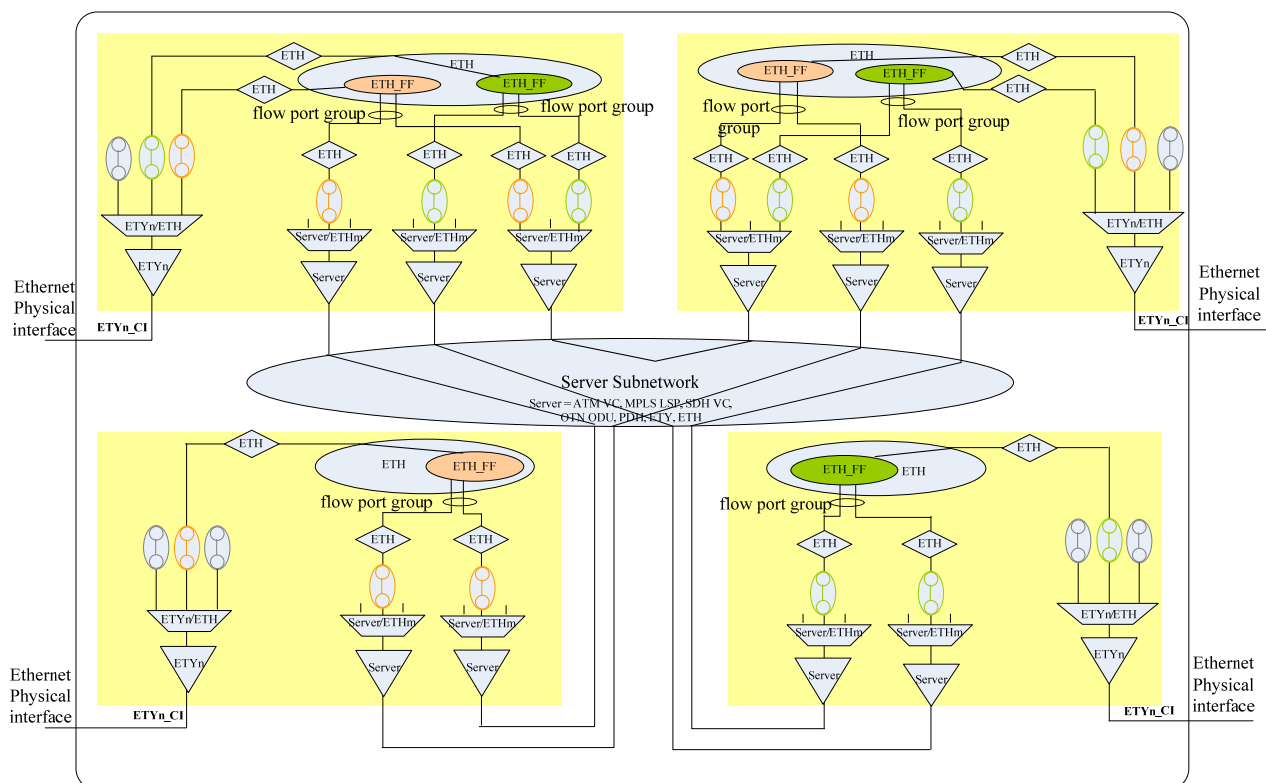 ETH
ETH
ETH_FF
ETH_FF
ETH
flow port group
flow port group
ETH
ETH
ETH
ETH
ETYn/ETH
Server/ETHm
Server/ETHm
Server/ETHm
ETYn
Server
Server
Server
Ethernet
Physical
interface
ETYn_CI
ETH
ETH
ETH_FF
ETH_FF
ETH
flow port
group
flow port group
ETH
ETH
ETH
ETH
ETYn/ETH
Server/ETHm
Server/ETHm
Server/ETHm
ETYn
Server
Server
Server
Ethernet
Physical
interface
ETYn_CI
Server Subnetwork
Server = ATM VC, MPLS LSP, SDH VC,
OTN ODU, PDH, ETY, ETH
ETH
ETH
ETH_FF
flow port group
ETH
ETH
ETYn/ETH
Server/ETHm
Server/ETHm
ETYn
Server
Server
Ethernet
Physical
interface
ETYn_CI
ETH
ETH_FF
ETH
flow port group
ETH
ETH
ETYn/ETH
Server/ETHm
Server/ETHm
ETYn
Server
Server
Ethernet
Physical
interface
ETYn_CI